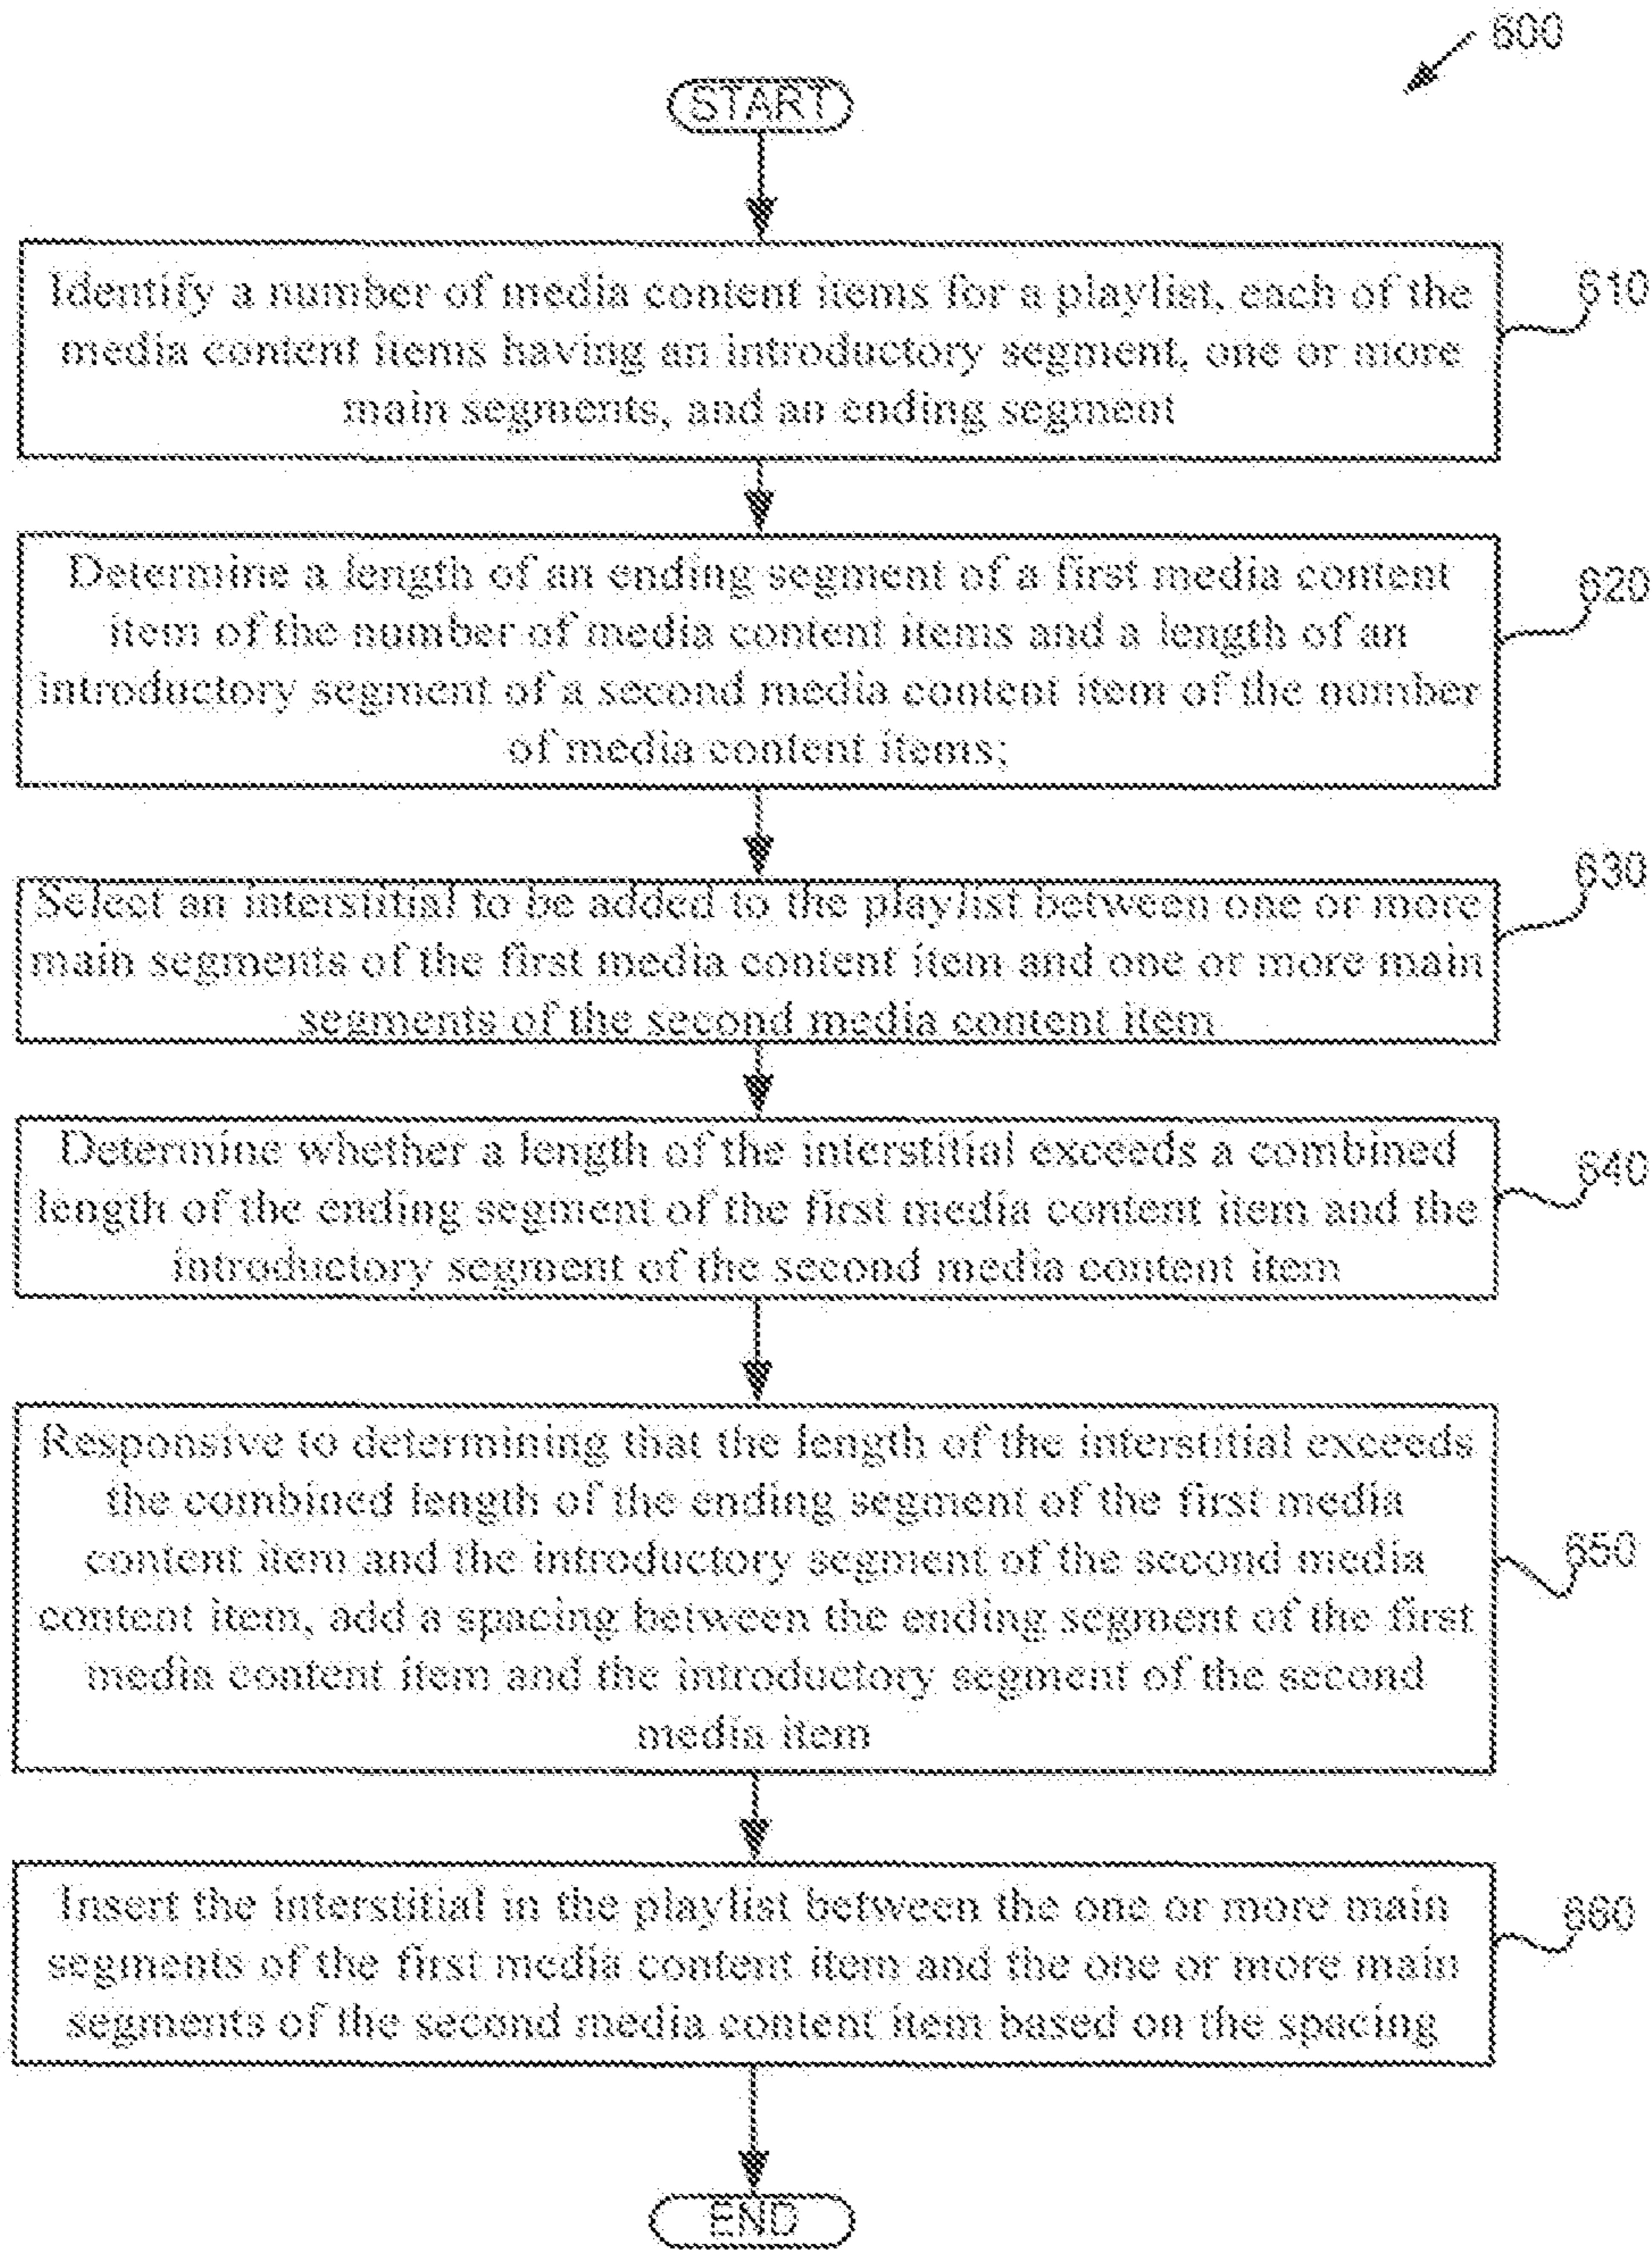 600
START
Identify a number of media content items for a playlist, each of the
media content items having an introductory segment, one or more
main segments, and an ending segment
610
Determine a length of an ending segment of a first media content
item of the number of media content items and a length of an
introductory segment of a second media content item of the number
of media content items;
620
Select an interstitial to be added to the playlist between one or more
main segments of the first media content item and one or more main
segments of the second media content item
630
Determine whether a length of the interstitial exceeds a combined
length of the ending segment of the first media content item and the
introductory segment of the second media content item
640
Responsive to determining that the length of the interstitial exceeds
the combined length of the ending segment of the first media
content item and the introductory segment of the second media
content item, add a spacing between the ending segment of the first
media content item and the introductory segment of the second
media item
650
Insert the interstitial in the playlist between the one or more main
segments of the first media content item and the one or more main
segments of the second media content item based on the spacing
660
END